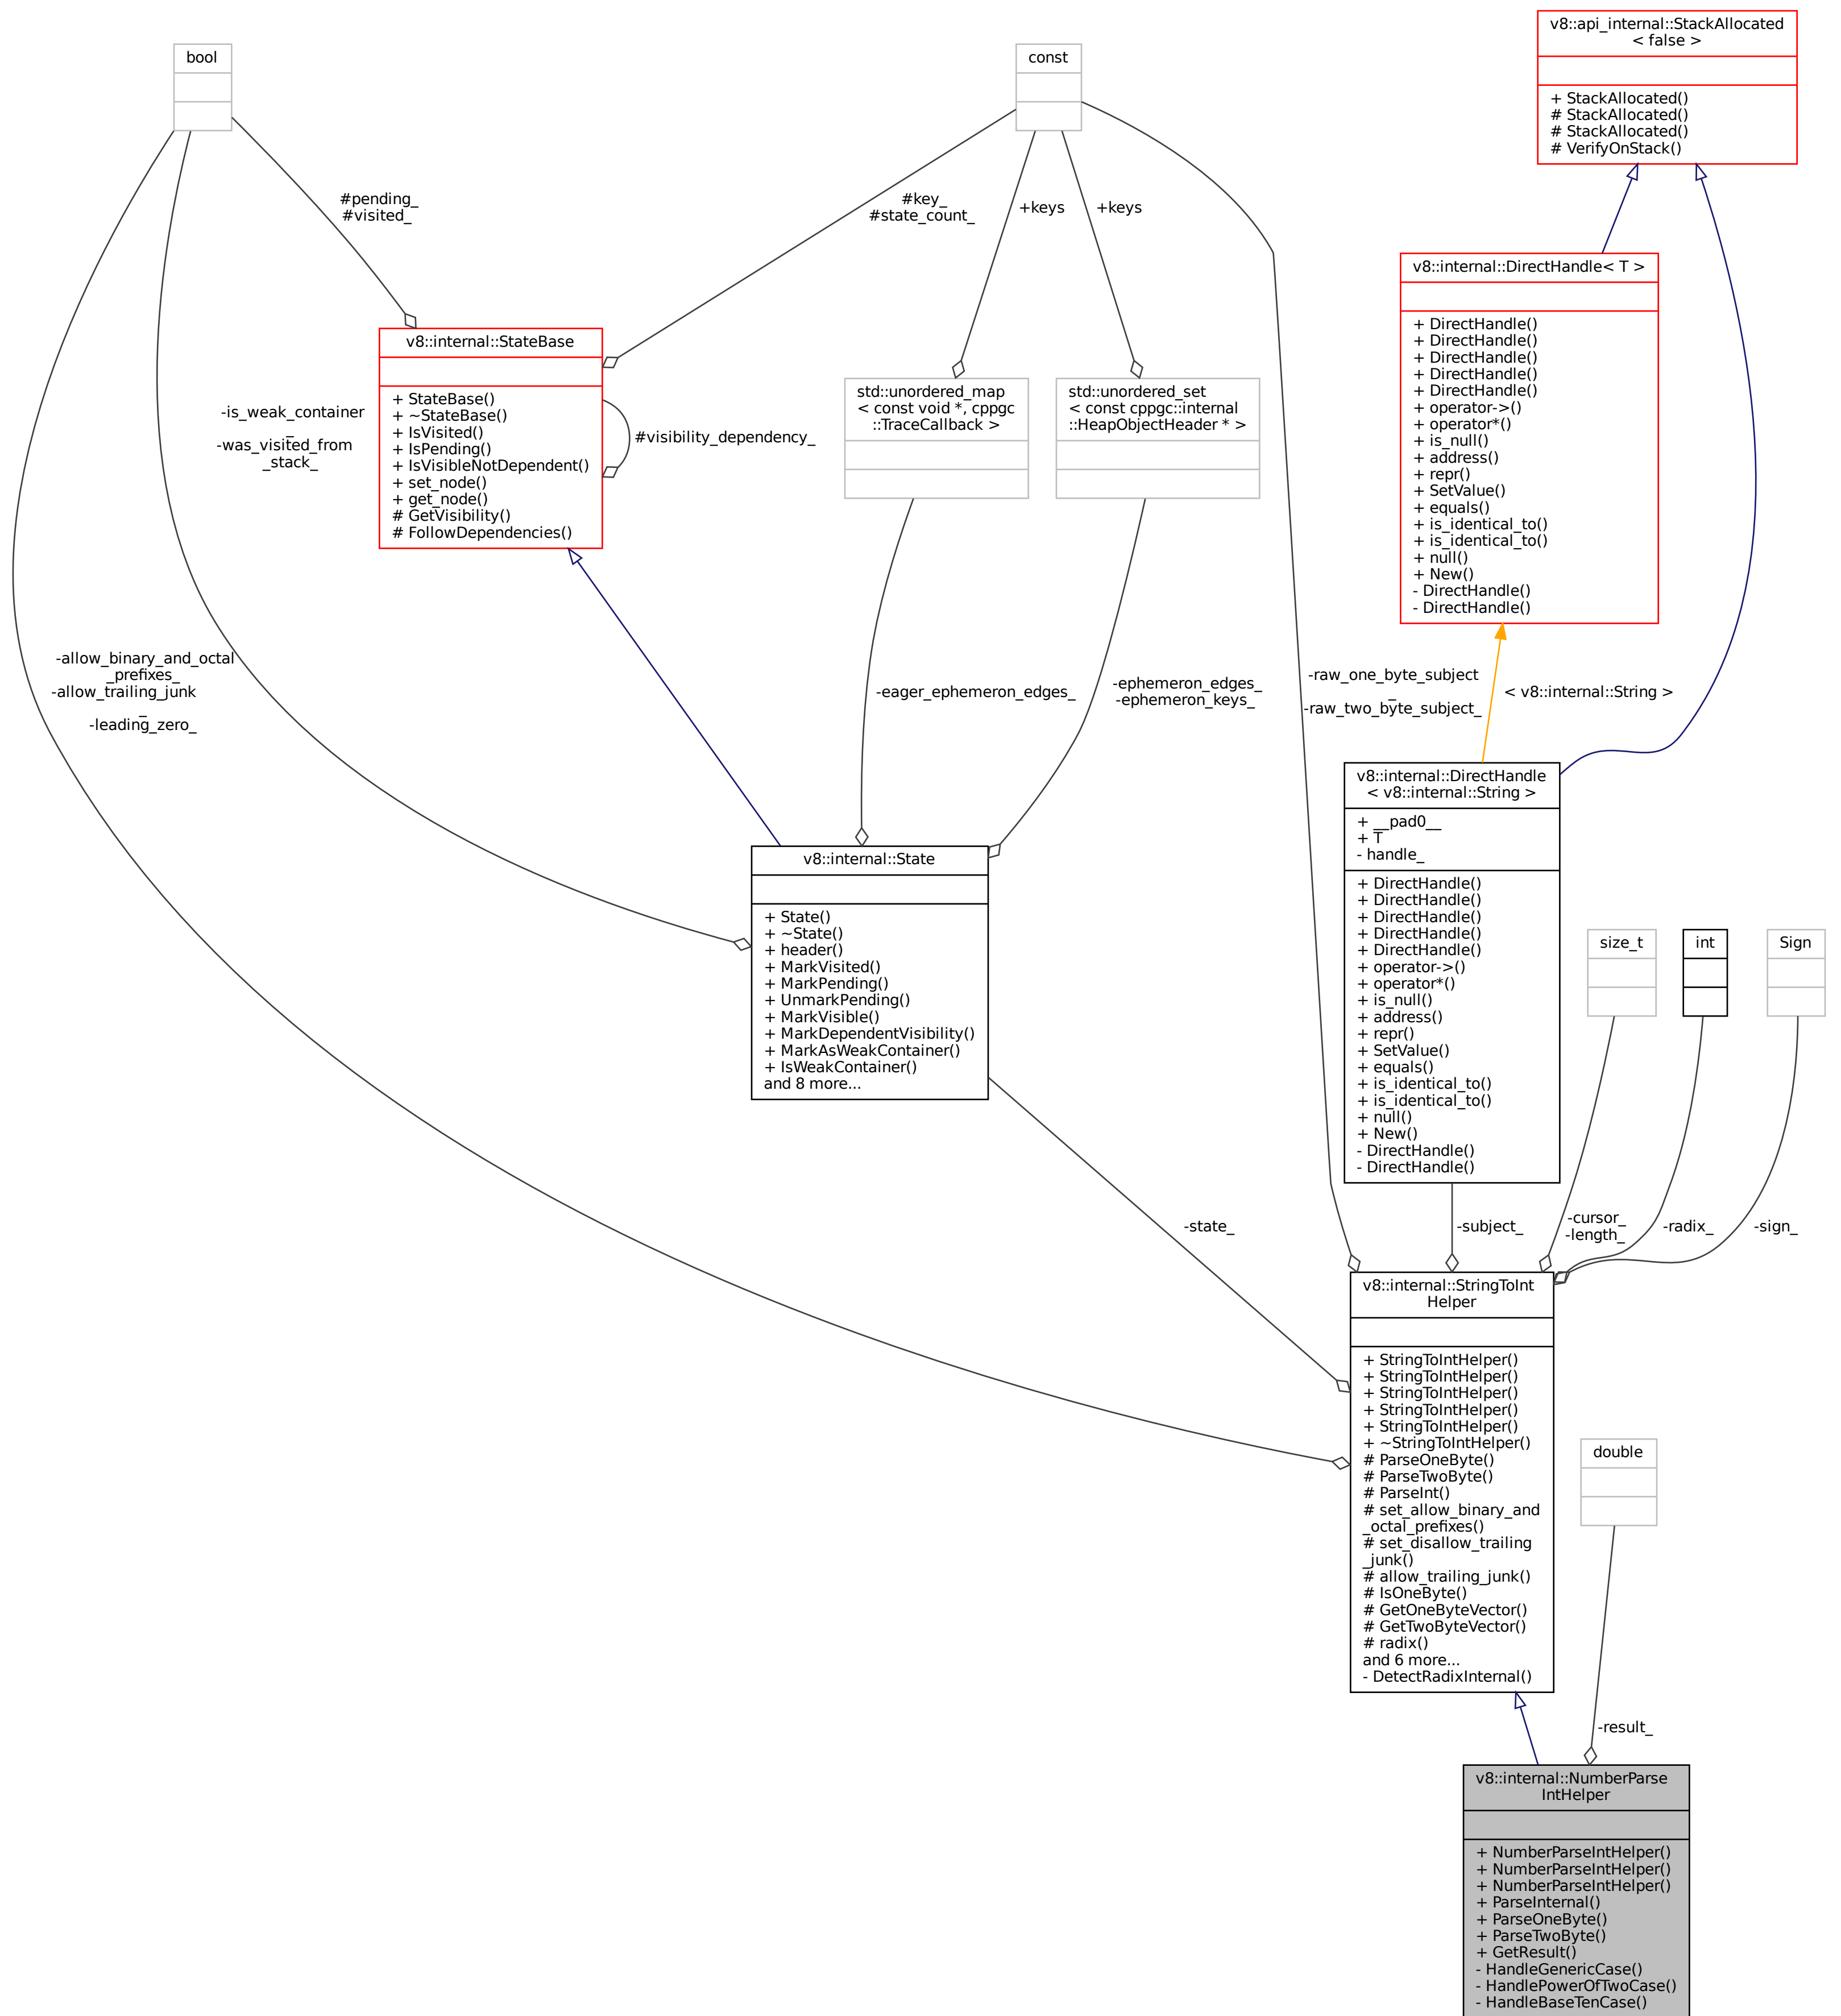 v8::api_internal::StackAllocated
< false >
+ StackAllocated()
# StackAllocated()
# StackAllocated()
# VerifyOnStack()
bool
const
#pending_
#visited_
#key_
#state_count_
+keys
+keys
v8::internal::DirectHandle< T >
+ DirectHandle()
+ DirectHandle()
+ DirectHandle()
+ DirectHandle()
+ DirectHandle()
+ operator->()
+ operator*()
+ is_null()
+ address()
+ repr()
+ SetValue()
+ equals()
+ is_identical_to()
+ is_identical_to()
+ null()
+ New()
- DirectHandle()
- DirectHandle()
v8::internal::StateBase
+ StateBase()
+ ~StateBase()
+ IsVisited()
+ IsPending()
+ IsVisibleNotDependent()
+ set_node()
+ get_node()
# GetVisibility()
# FollowDependencies()
#visibility_dependency_
std::unordered_map
< const void *, cppgc
::TraceCallback >
std::unordered_set
< const cppgc::internal
::HeapObjectHeader * >
-is_weak_container
_
-was_visited_from
_stack_
-allow_binary_and_octal
_prefixes_
-allow_trailing_junk
_
-leading_zero_
-eager_ephemeron_edges_
-ephemeron_edges_
-ephemeron_keys_
-raw_one_byte_subject
_
-raw_two_byte_subject_
< v8::internal::String >
v8::internal::DirectHandle
< v8::internal::String >
+ __pad0__
+ T
- handle_
+ DirectHandle()
+ DirectHandle()
+ DirectHandle()
+ DirectHandle()
+ DirectHandle()
+ operator->()
+ operator*()
+ is_null()
+ address()
+ repr()
+ SetValue()
+ equals()
+ is_identical_to()
+ is_identical_to()
+ null()
+ New()
- DirectHandle()
- DirectHandle()
v8::internal::State
+ State()
+ ~State()
+ header()
+ MarkVisited()
+ MarkPending()
+ UnmarkPending()
+ MarkVisible()
+ MarkDependentVisibility()
+ MarkAsWeakContainer()
+ IsWeakContainer()
and 8 more...
size_t
int
Sign
-state_
-subject_
-cursor_
-length_
-radix_
-sign_
v8::internal::StringToInt
Helper
+ StringToIntHelper()
+ StringToIntHelper()
+ StringToIntHelper()
+ StringToIntHelper()
+ StringToIntHelper()
+ ~StringToIntHelper()
# ParseOneByte()
# ParseTwoByte()
# ParseInt()
# set_allow_binary_and
_octal_prefixes()
# set_disallow_trailing
_junk()
# allow_trailing_junk()
# IsOneByte()
# GetOneByteVector()
# GetTwoByteVector()
# radix()
and 6 more...
- DetectRadixInternal()
double
-result_
v8::internal::NumberParse
IntHelper
+ NumberParseIntHelper()
+ NumberParseIntHelper()
+ NumberParseIntHelper()
+ ParseInternal()
+ ParseOneByte()
+ ParseTwoByte()
+ GetResult()
- HandleGenericCase()
- HandlePowerOfTwoCase()
- HandleBaseTenCase()